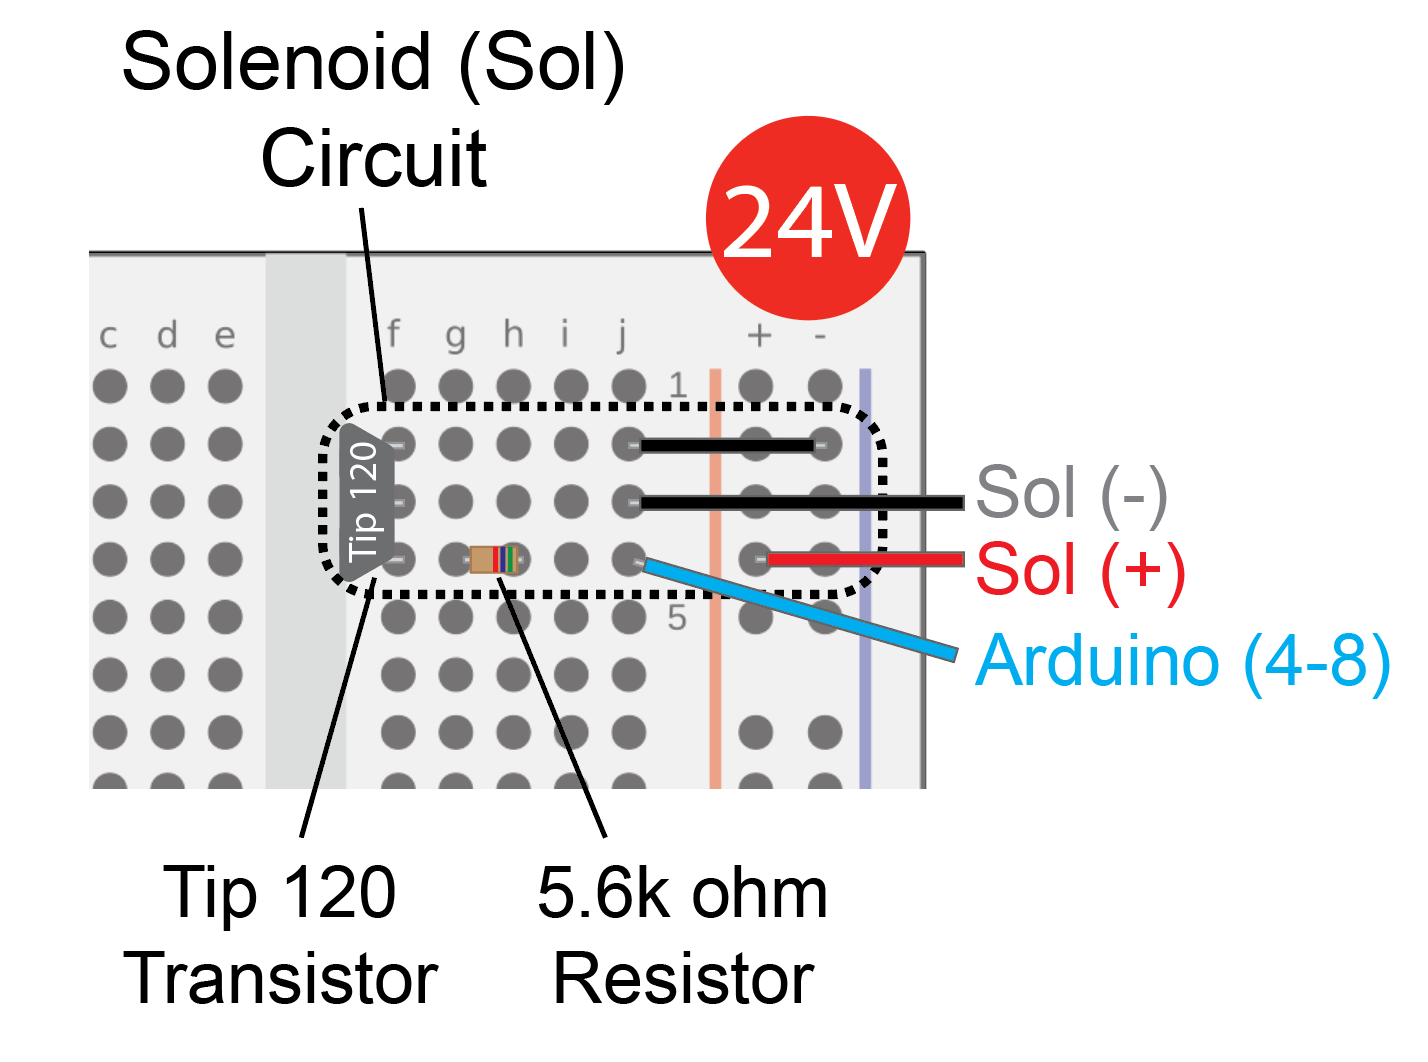 Solenoid (Sol)
Circuit
24V
c d e f g h i j + -
1
Tip 120
Sol (-)
Sol (+)
5
Arduino (4-8)
Tip 120
Transistor
5.6k ohm
Resistor